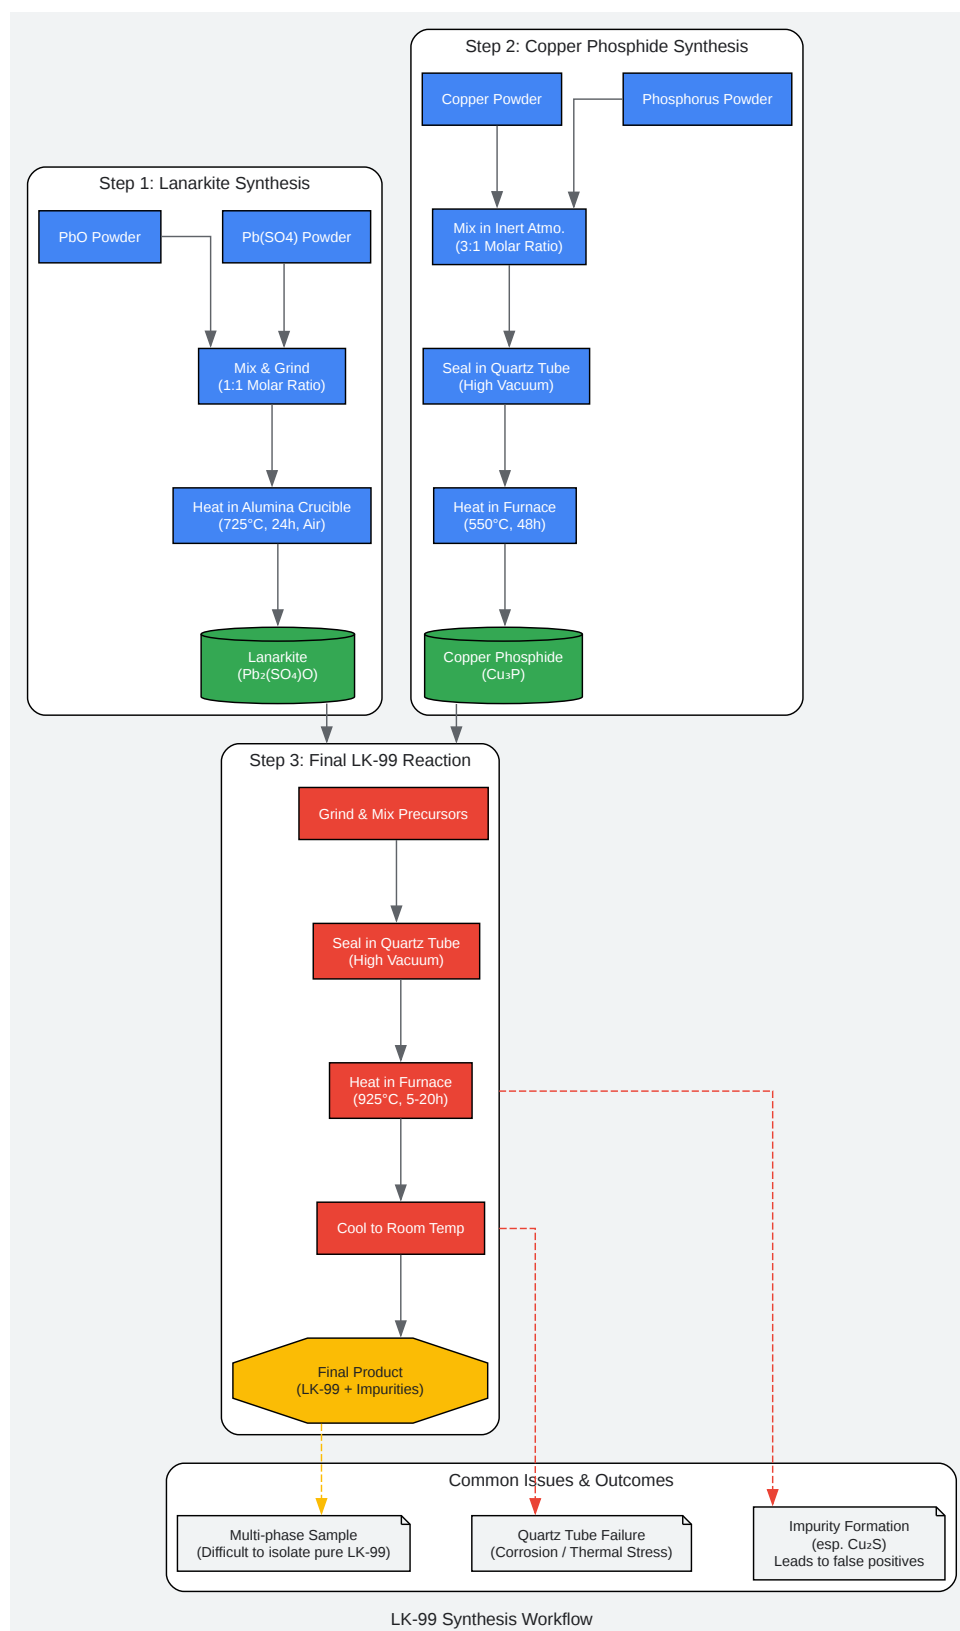 Step 2: Copper Phosphide Synthesis
Copper Powder
Phosphorus Powder
Step 1: Lanarkite Synthesis
PbO Powder
Pb(SO4) Powder
Mix in Inert Atmo.
(3:1 Molar Ratio)
Mix & Grind
(1:1 Molar Ratio)
Seal in Quartz Tube
(High Vacuum)
Heat in Alumina Crucible
(725°C, 24h, Air)
Heat in Furnace
(550°C, 48h)
Lanarkite
(Pb₂(SO₄)O)
Copper Phosphide
(Cu₃P)
Step 3: Final LK-99 Reaction
Grind & Mix Precursors
Seal in Quartz Tube
(High Vacuum)
Heat in Furnace
(925°C, 5-20h)
Cool to Room Temp
Final Product
(LK-99 + Impurities)
Common Issues & Outcomes
Multi-phase Sample
(Difficult to isolate pure LK-99)
Quartz Tube Failure
(Corrosion / Thermal Stress)
Impurity Formation
(esp. Cu₂S)
Leads to false positives
LK-99 Synthesis Workflow